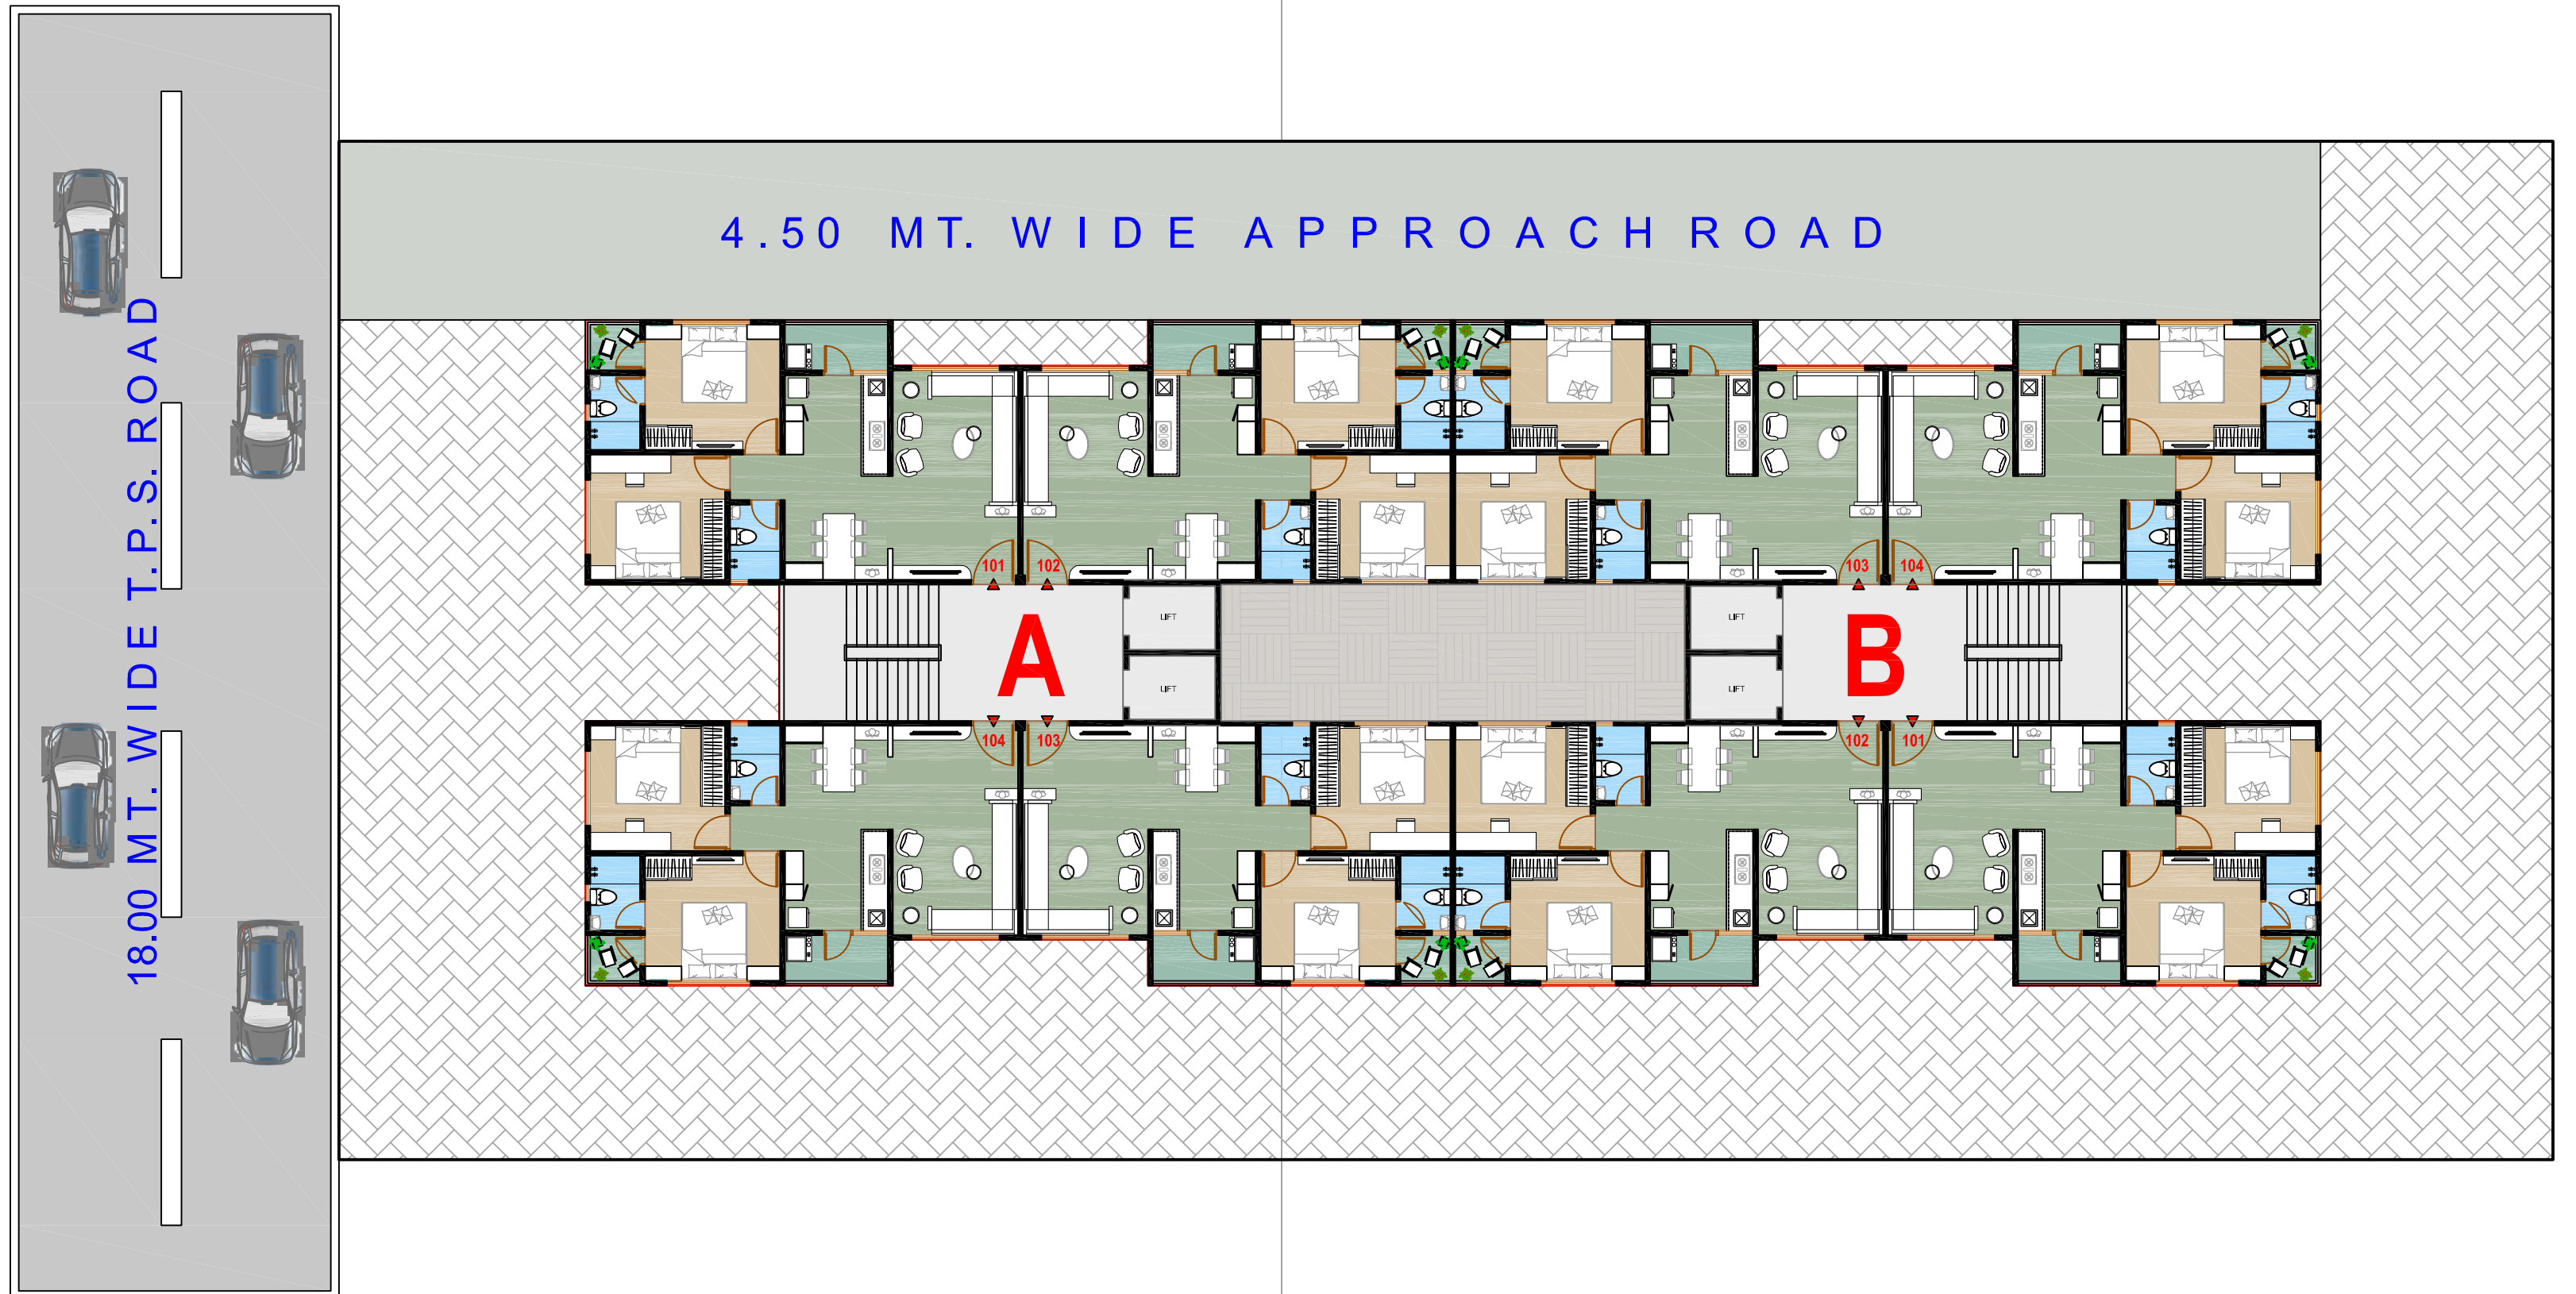 4.50 MT. WIDE APPROACH ROAD
18.00 MT. WIDE T.P.S. ROAD
101
102
103
104
LIFT
LIFT
A
B
LIFT
LIFT
104
103
102
101